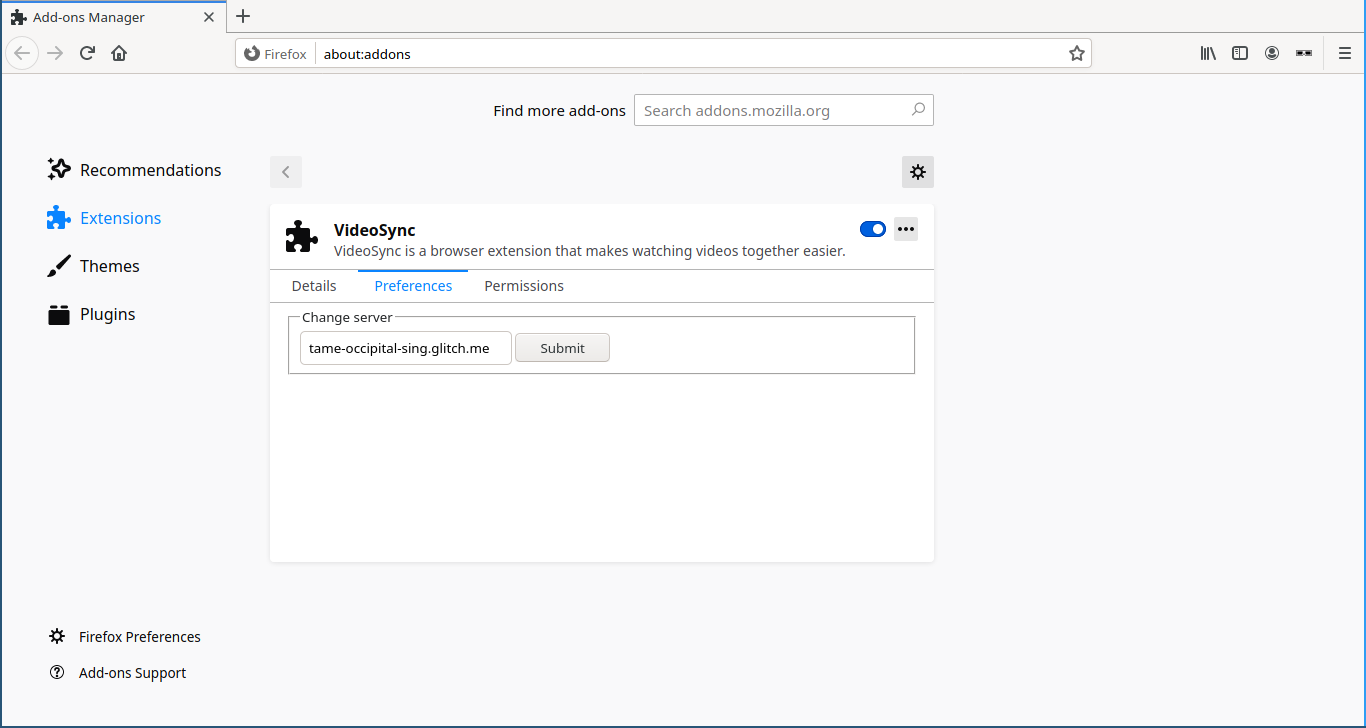 Add-ons Manager
Firefox about:addons
Find more add-ons Search addons.mozilla.org
Recommendations
Extensions
Themes
Plugins
VideoSync
VideoSync is a browser extension that makes watching videos together easier.
Details Preferences Permissions
Change server
tame-occipital-sing.glitch.me Submit
Firefox Preferences
Add-ons Support